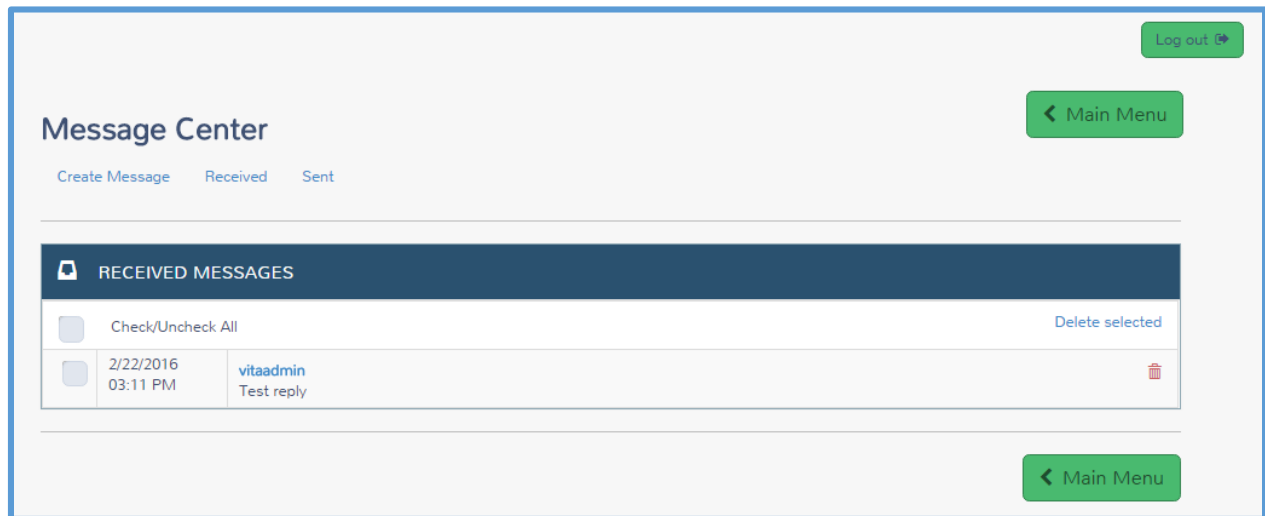 Log out
Main Menu
Message Center
Create Message Received Sent
RECEIVED MESSAGES
Check/Uncheck All Delete selected
2/22/2016 vitaadmin
03:11 PM Test reply
Main Menu